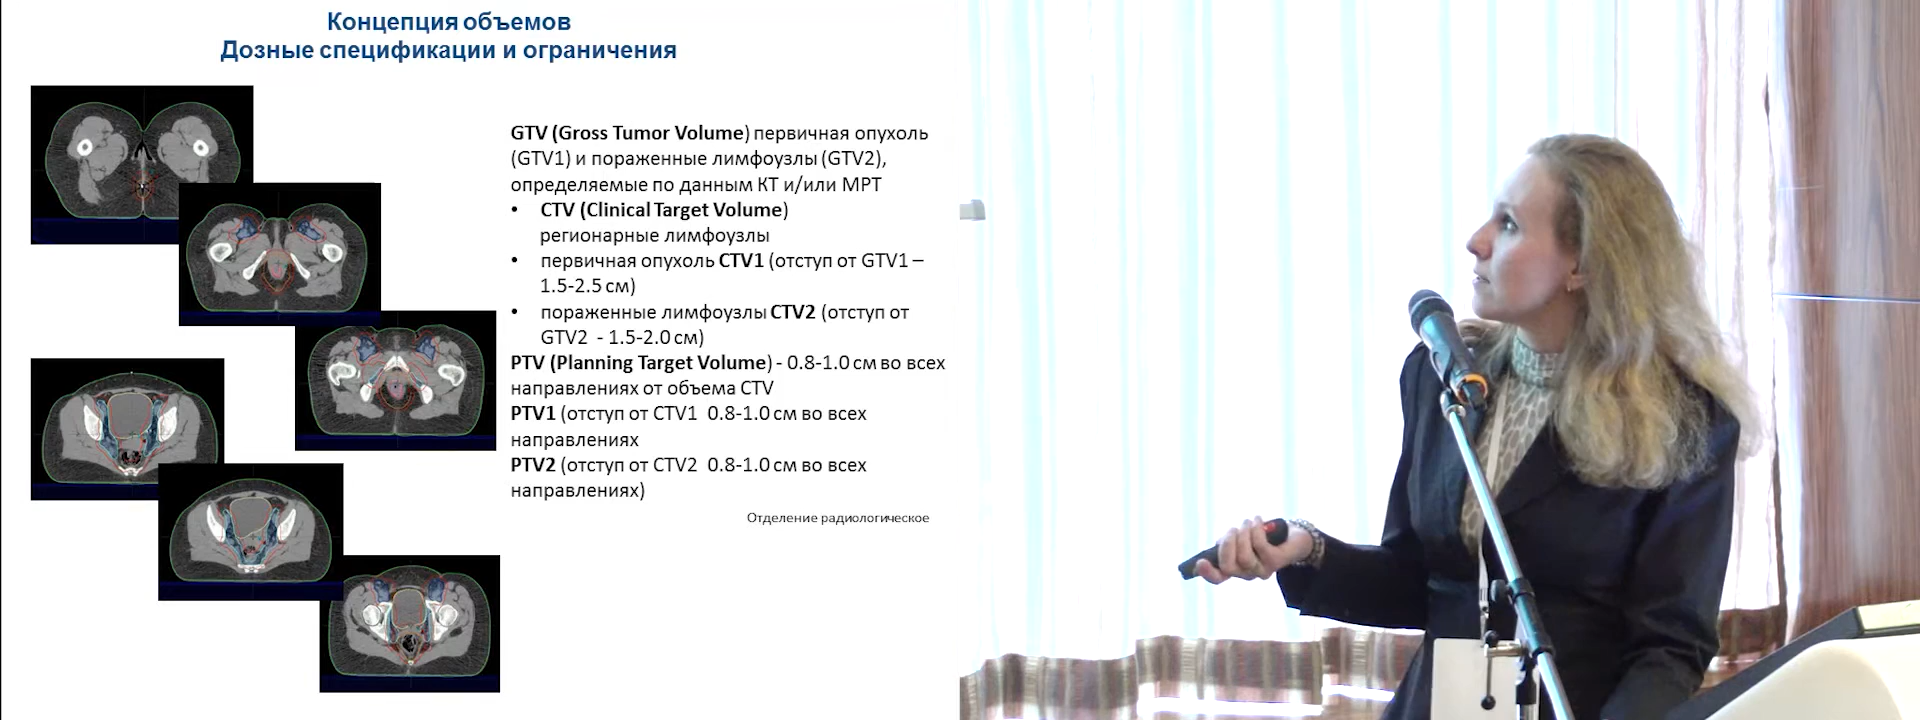 Концепция объемов
Дозные спецификации и ограничения
GTV (Gross Tumor Volume) первичная опухоль
(GTV1) и пораженные лимфоузлы (GTV2),
определяемые по данным КТ и/или МРТ
• CTV (Clinical Target Volume)
регионарные лимфоузлы
• первичная опухоль CTV1 (отступ от GTV1 –
1.5-2.5 см)
• пораженные лимфоузлы CTV2 (отступ от
GTV2 - 1.5-2.0 см)
PTV (Planning Target Volume) - 0.8-1.0 см во всех
направлениях от объема CTV
PTV1 (отступ от CTV1 0.8-1.0 см во всех
направлениях
PTV2 (отступ от CTV2 0.8-1.0 см во всех
направлениях)
Отделение радиологическое